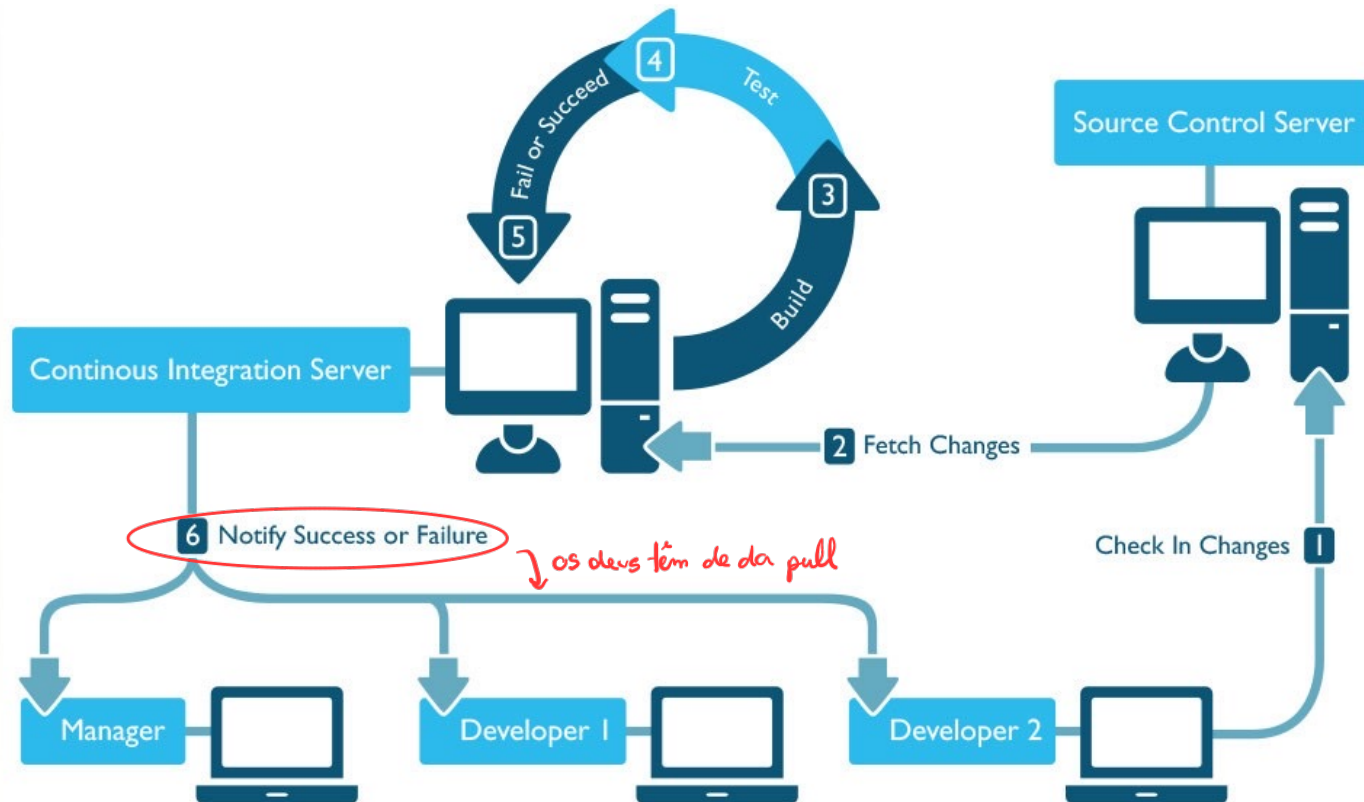 4
Test
Fail or Succeed
5
3
Build
Source Control Server
Continous Integration Server
2 Fetch Changes
6 Notify Success or Failure
os devs têm de da pull
Check In Changes 1
Manager
Developer 1
Developer 2